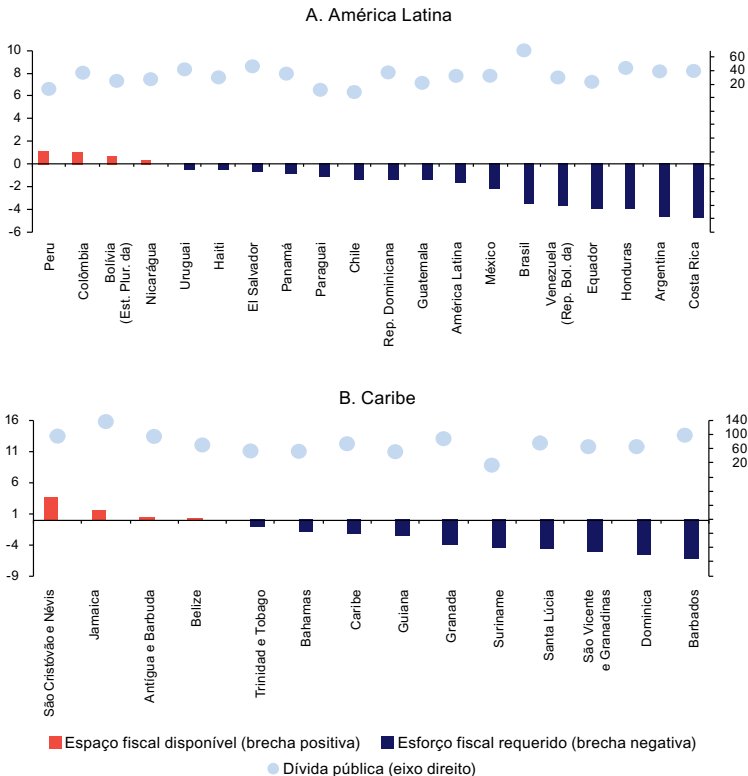 A. América Latina
10
8
6
4
2
0
-2
-4
-6
60
40
20
Peru
Colômbia
Bolívia
(Est. Plur. da)
Nicarágua
Uruguai
Haiti
El Salvador
Panamá
Paraguai
Chile
Rep. Dominicana
Guatemala
América Latina
México
Brasil
Venezuela
(Rep. Bol. da)
Equador
Honduras
Argentina
Costa Rica
B. Caribe
16
11
6
1
-4
-9
140
100
60
20
São Cristóvão e Névis
Jamaica
Antígua e Barbuda
Belize
Trinidad e Tobago
Bahamas
Caribe
Guiana
Granada
Suriname
Santa Lúcia
São Vicente
e Granadinas
Dominica
Barbados
Espaço fiscal disponível (brecha positiva)
Esforço fiscal requerido (brecha negativa)
Dívida pública (eixo direito)